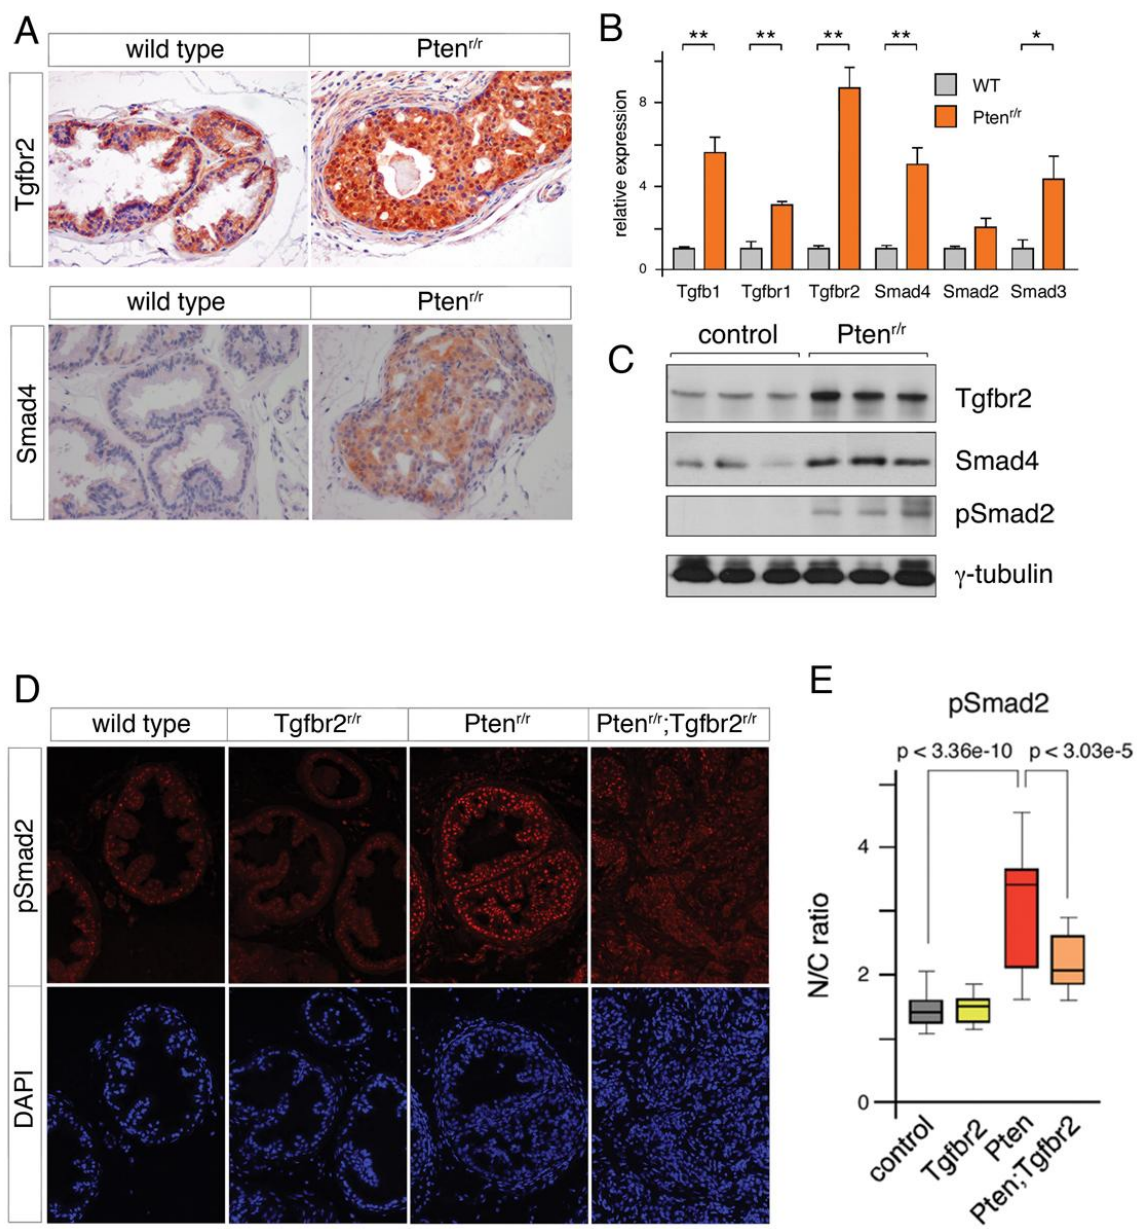 A
wild type Pten^r/r
Tgfbr2
wild type Pten^r/r
Smad4
B
** ** ** ** *
relative expression
8
4
0
WT
Pten^r/r
Tgfb1 Tgfbr1 Tgfbr2 Smad4 Smad2 Smad3
C
control Pten^r/r
Tgfbr2
Smad4
pSmad2
γ-tubulin
D
wild type Tgfbr2^r/r Pten^r/r Pten^r/r;Tgfbr2^r/r
pSmad2
DAPI
E
pSmad2
p < 3.36e-10 p < 3.03e-5
N/C ratio
4
2
0
control Tgfbr2 Pten Pten;Tgfbr2